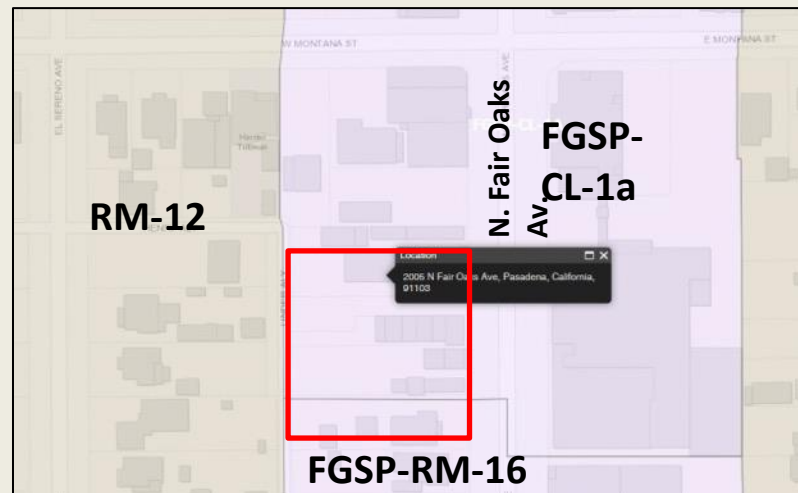 W MONTANA ST
E MONTANA ST
EL SERENO AVE
N. Fair Oaks
Av.
FGSP-
CL-1a
RM-12
Location
2005 N Fair Oaks Ave, Pasadena, California,
91103
FGSP-RM-16